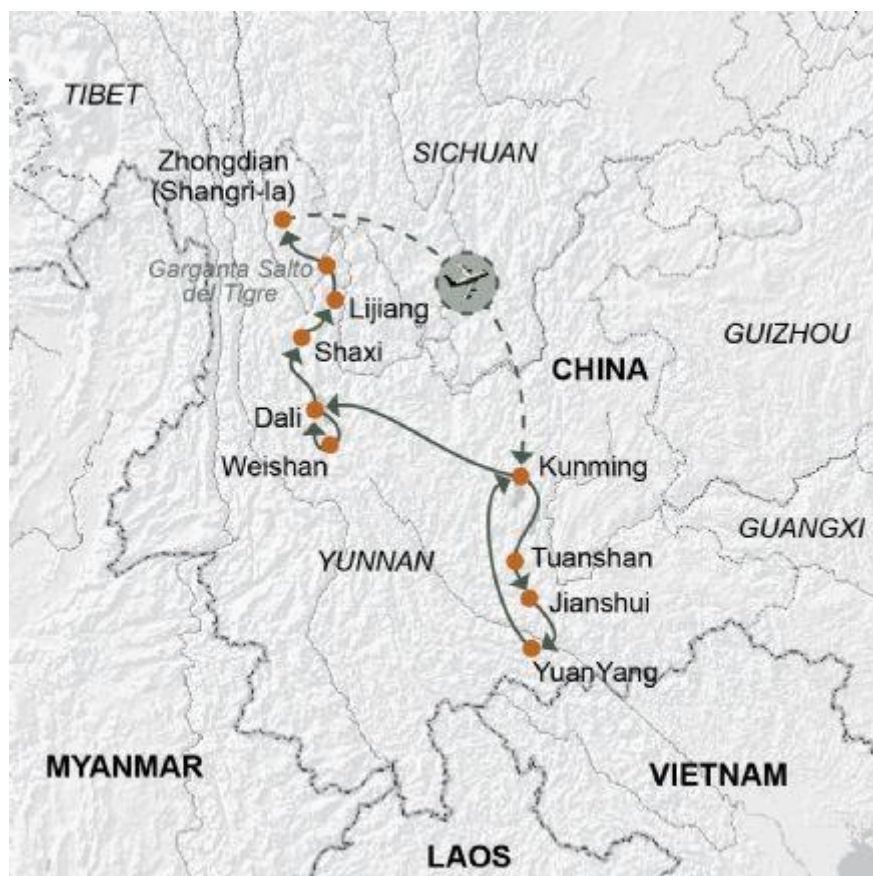 TIBET
SICHUAN
Zhongdian
(Shangri-la)
Garganta Salto
del Tigre
Lijiang
Shaxi
GUIZHOU
CHINA
Dali
Weishan
Kunming
GUANGXI
YUNNAN
Tuanshan
Jianshui
YuanYang
MYANMAR
VIETNAM
LAOS